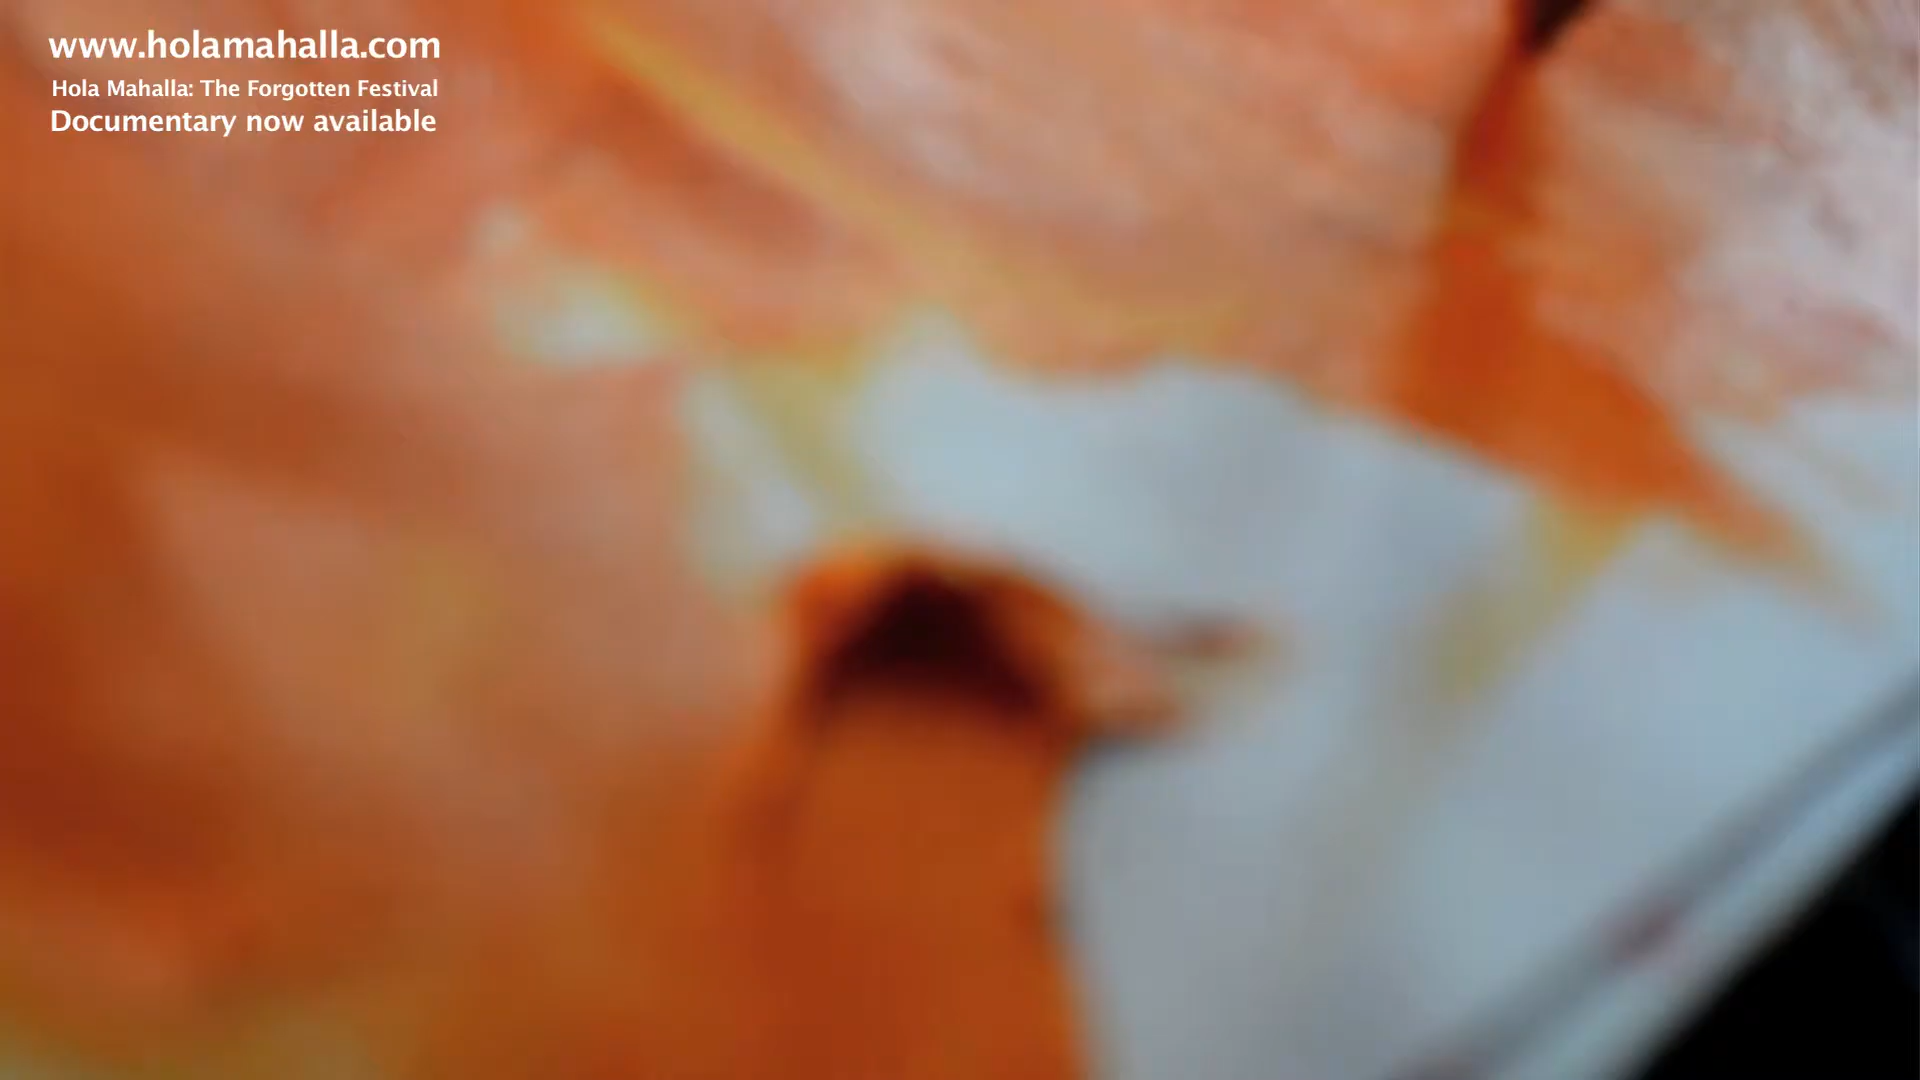 www.holamahalla.com
Hola Mahalla: The Forgotten Festival
Documentary now available